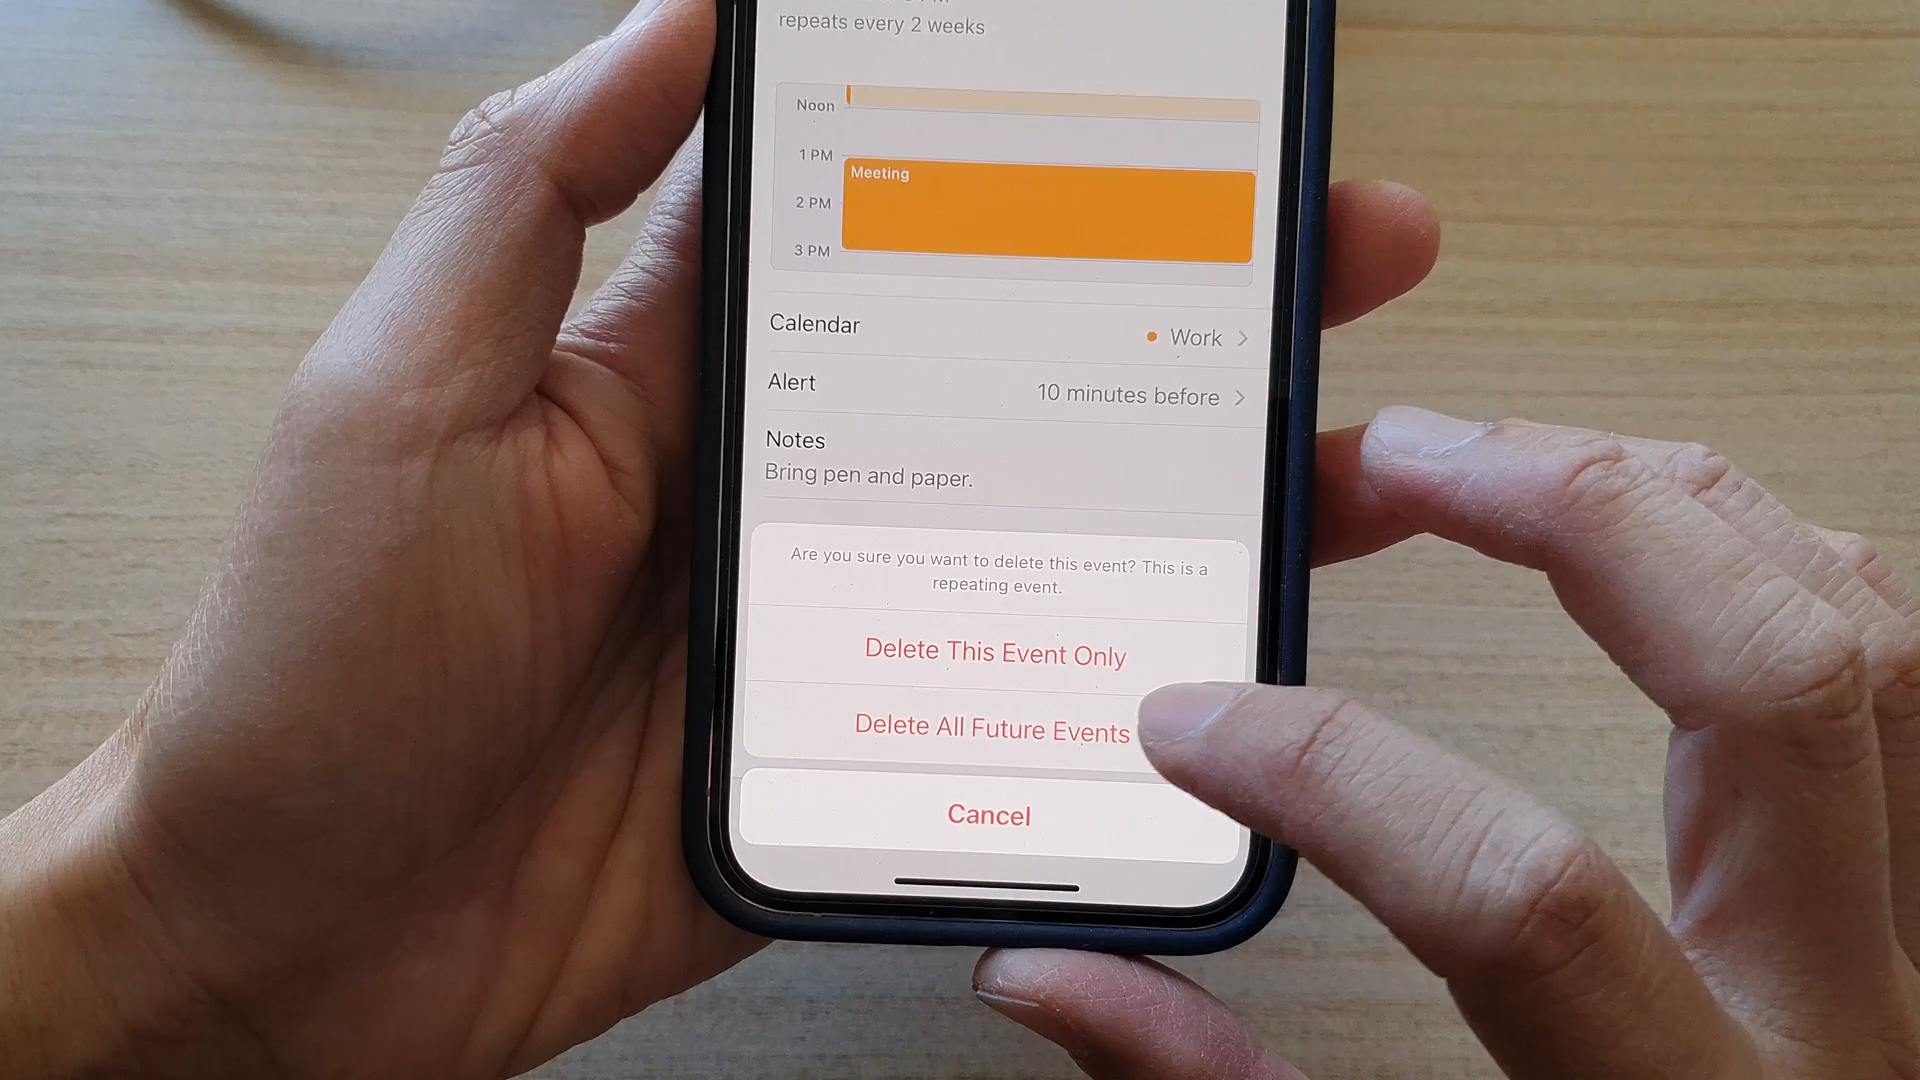 repeats every 2 weeks
Noon
1 PM
Meeting
2 PM
3 PM
Calendar
Work
Alert
10 minutes before
Notes
Bring pen and paper.
Are you sure you want to delete this event? This is a
repeating event.
Delete This Event Only
Delete All Future Events
Cancel